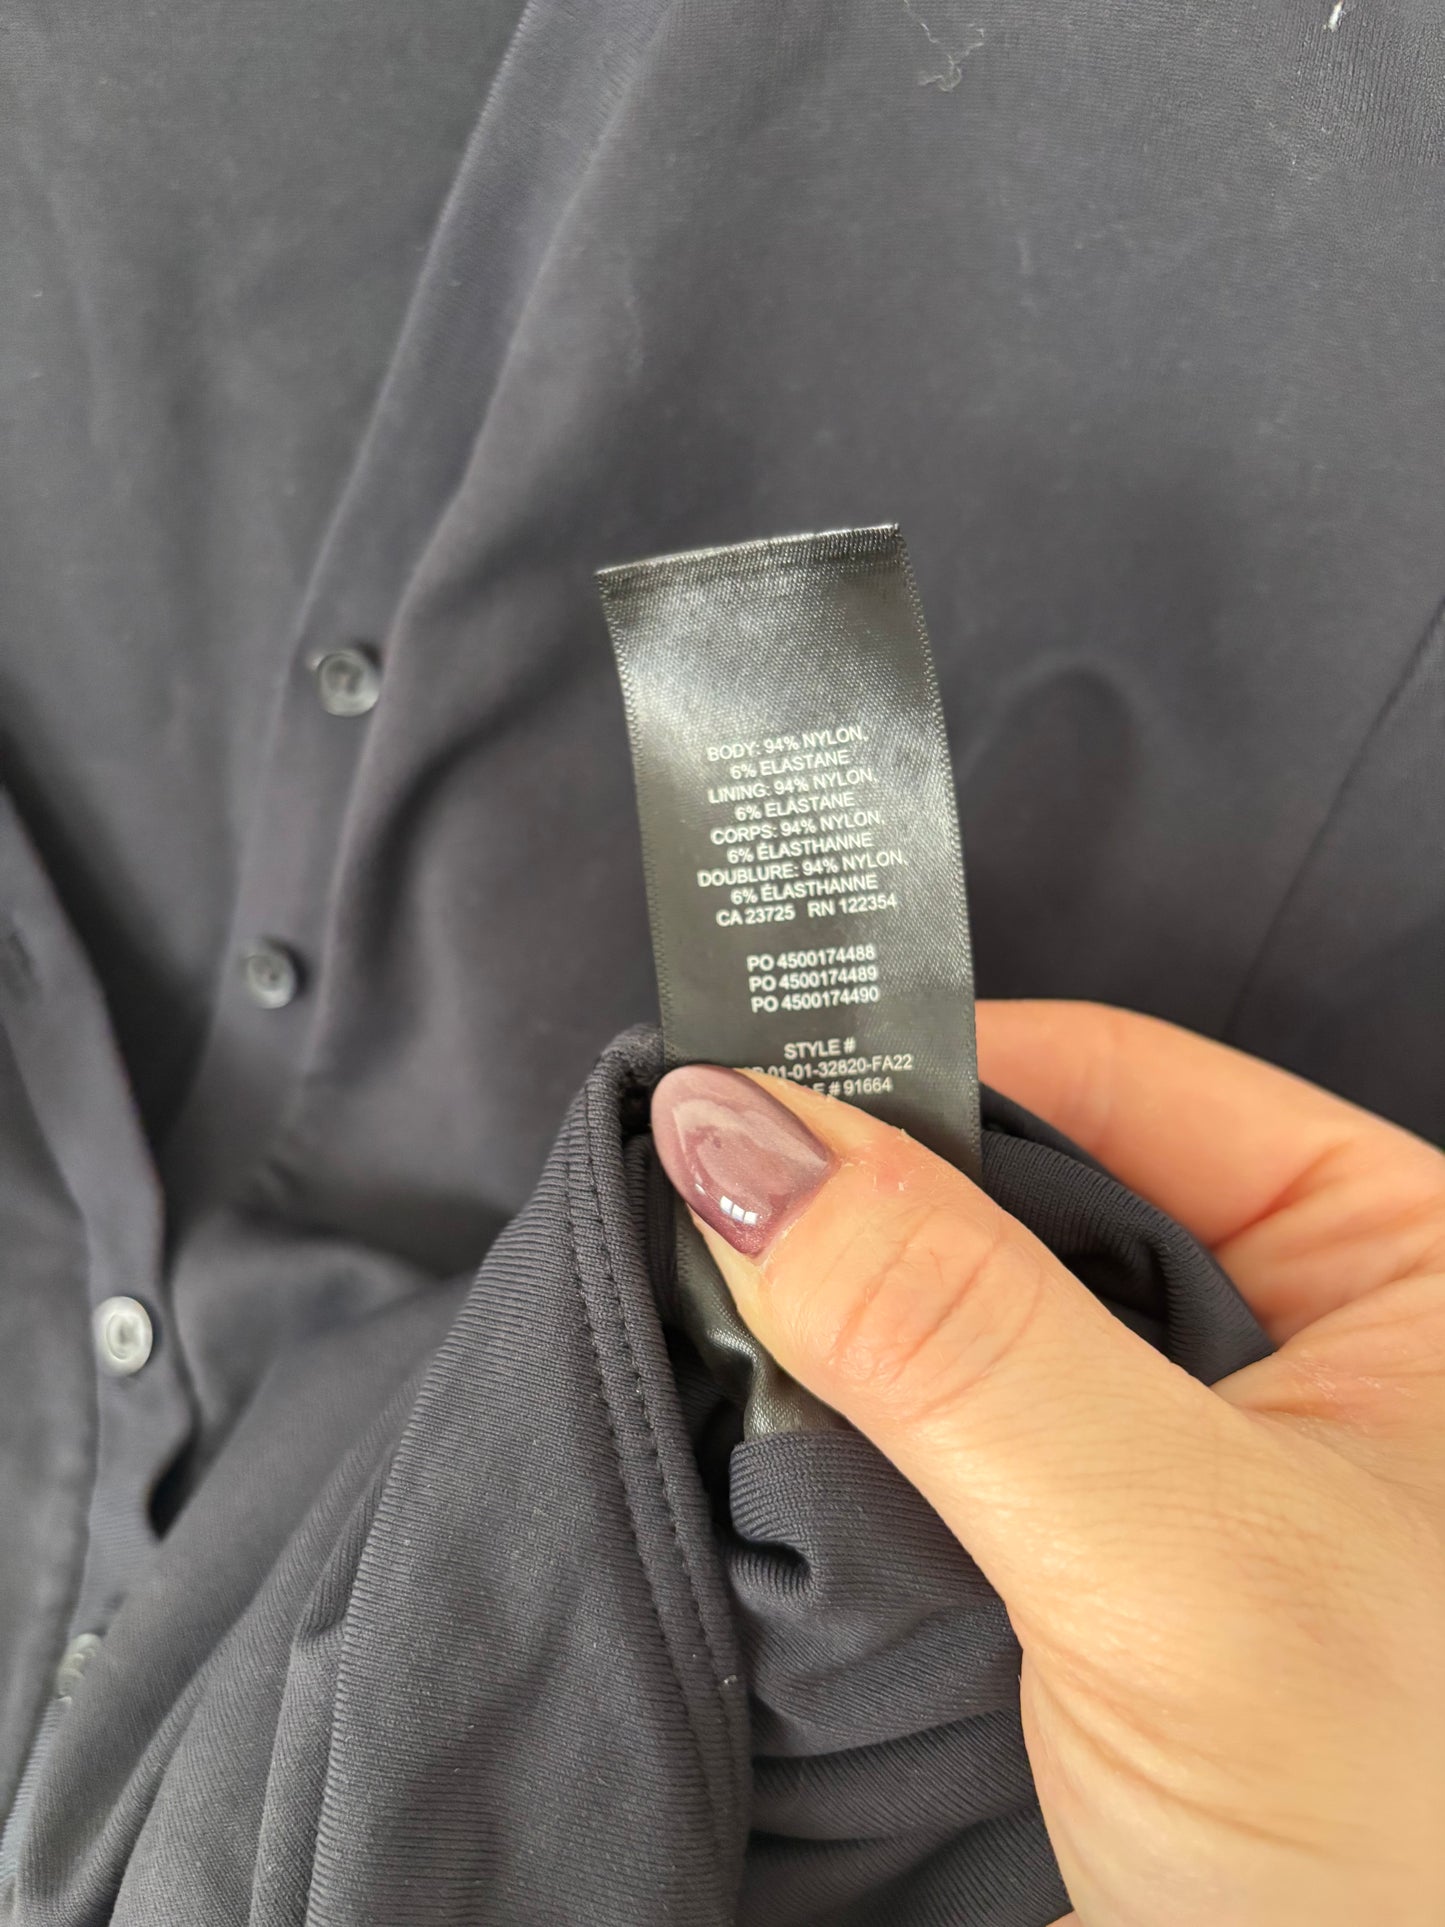 BODY: 94% NYLON,
6% ELASTANE
LINING: 94% NYLON,
6% ELASTANE
CORPS: 94% NYLON,
6% ÉLASTHANNE
DOUBLURE: 94% NYLON,
6% ÉLASTHANNE
CA 23725 RN 122354
PO 4500174488
PO 4500174489
PO 4500174490
STYLE #
01-01-32820-FA22
# 91664